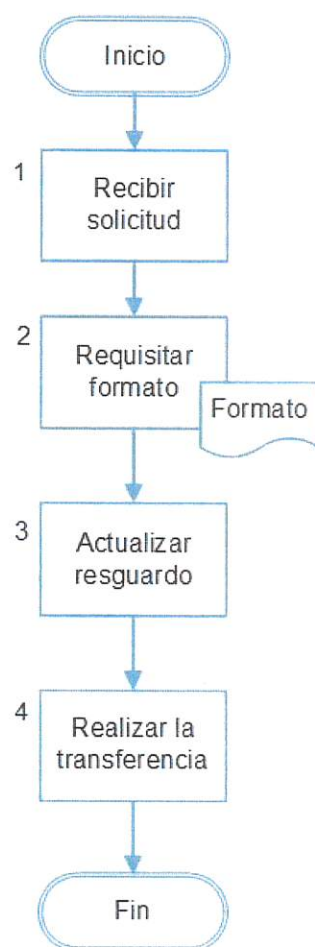 Inicio
1
Recibir
solicitud
2
Requisitar
formato
Formato
3
Actualizar
resguardo
4
Realizar la
transferencia
Fin